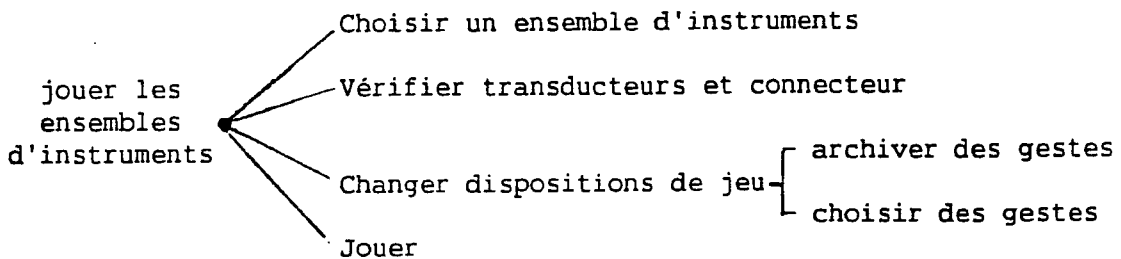 Choisir un ensemble d'instruments
jouer les
ensembles
d'instruments
Vérifier transducteurs et connecteur
Changer dispositions de jeu
archiver des gestes
choisir des gestes
Jouer